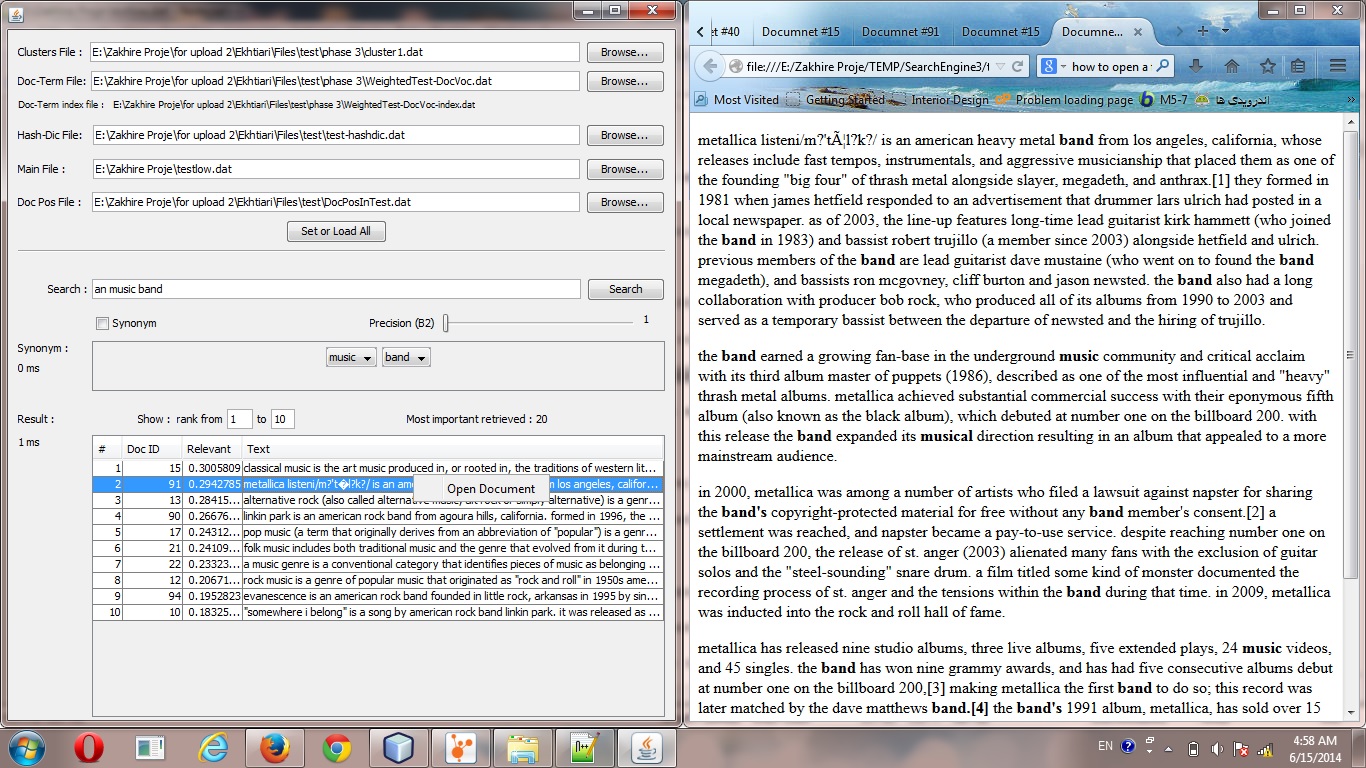 Clusters File : E:\Zakhire Proje\for upload 2\Ekhtiari\Files\test\phase 3\cluster1.dat Browse...
Doc-Term File: E:\Zakhire Proje\for upload 2\Ekhtiari\Files\test\phase 3\WeightedTest-DocVoc.dat Browse...
Doc-Term index file : E:\Zakhire Proje\for upload 2\Ekhtiari\Files\test\phase 3\WeightedTest-DocVoc-index.dat
Hash-Dic File: E:\Zakhire Proje\for upload 2\Ekhtiari\Files\test\test-hashdic.dat Browse...
Main File : E:\Zakhire Proje\testlow.dat Browse...
Doc Pos File : E:\Zakhire Proje\for upload 2\Ekhtiari\Files\test\DocPosInTest.dat Browse...
Set or Load All
Search : an music band Search
Synonym Precision (B2) 1
Synonym : music band
0 ms
Result : Show : rank from 1 to 10 Most important retrieved : 20
1 ms
# Doc ID Relevant Text
1 15 0.3005809 classical music is the art music produced in, or rooted in, the traditions of western lit...
2 91 0.2942785 metallica listeni/m?'t�l?k?/ is an am los angeles, califor...
Open Document
3 13 0.28415... alternative rock (also called alternative music, alt rock or simply alternative) is a genr...
4 90 0.26676... linkin park is an american rock band from agoura hills, california. formed in 1996, the ...
5 17 0.24312... pop music (a term that originally derives from an abbreviation of "popular") is a genr...
6 21 0.24109... folk music includes both traditional music and the genre that evolved from it during t...
7 22 0.23323... a music genre is a conventional category that identifies pieces of music as belonging ...
8 12 0.20671... rock music is a genre of popular music that originated as "rock and roll" in 1950s ame...
9 94 0.1952823 evanescence is an american rock band founded in little rock, arkansas in 1995 by sin...
10 10 0.18325... "somewhere i belong" is a song by american rock band linkin park. it was released as ...
et #40 Documnet #15 Documnet #91 Documnet #15 Documne...
file:///E:/Zakhire Proje/TEMP/SearchEngine3/t how to open a
Most Visited Getting Started Interior Design Problem loading page M5-7 اندرویدی ها
metallica listeni/m?'tÃ¦l?k?/ is an american heavy metal band from los angeles, california, whose
releases include fast tempos, instrumentals, and aggressive musicianship that placed them as one of
the founding "big four" of thrash metal alongside slayer, megadeth, and anthrax.[1] they formed in
1981 when james hetfield responded to an advertisement that drummer lars ulrich had posted in a
local newspaper. as of 2003, the line-up features long-time lead guitarist kirk hammett (who joined
the band in 1983) and bassist robert trujillo (a member since 2003) alongside hetfield and ulrich.
previous members of the band are lead guitarist dave mustaine (who went on to found the band
megadeth), and bassists ron mcgovney, cliff burton and jason newsted. the band also had a long
collaboration with producer bob rock, who produced all of its albums from 1990 to 2003 and
served as a temporary bassist between the departure of newsted and the hiring of trujillo.
the band earned a growing fan-base in the underground music community and critical acclaim
with its third album master of puppets (1986), described as one of the most influential and "heavy"
thrash metal albums. metallica achieved substantial commercial success with their eponymous fifth
album (also known as the black album), which debuted at number one on the billboard 200. with
this release the band expanded its musical direction resulting in an album that appealed to a more
mainstream audience.
in 2000, metallica was among a number of artists who filed a lawsuit against napster for sharing
the band's copyright-protected material for free without any band member's consent.[2] a
settlement was reached, and napster became a pay-to-use service. despite reaching number one on
the billboard 200, the release of st. anger (2003) alienated many fans with the exclusion of guitar
solos and the "steel-sounding" snare drum. a film titled some kind of monster documented the
recording process of st. anger and the tensions within the band during that time. in 2009, metallica
was inducted into the rock and roll hall of fame.
metallica has released nine studio albums, three live albums, five extended plays, 24 music videos,
and 45 singles. the band has won nine grammy awards, and has had five consecutive albums debut
at number one on the billboard 200,[3] making metallica the first band to do so; this record was
later matched by the dave matthews band.[4] the band's 1991 album, metallica, has sold over 15
EN 4:58 AM
6/15/2014